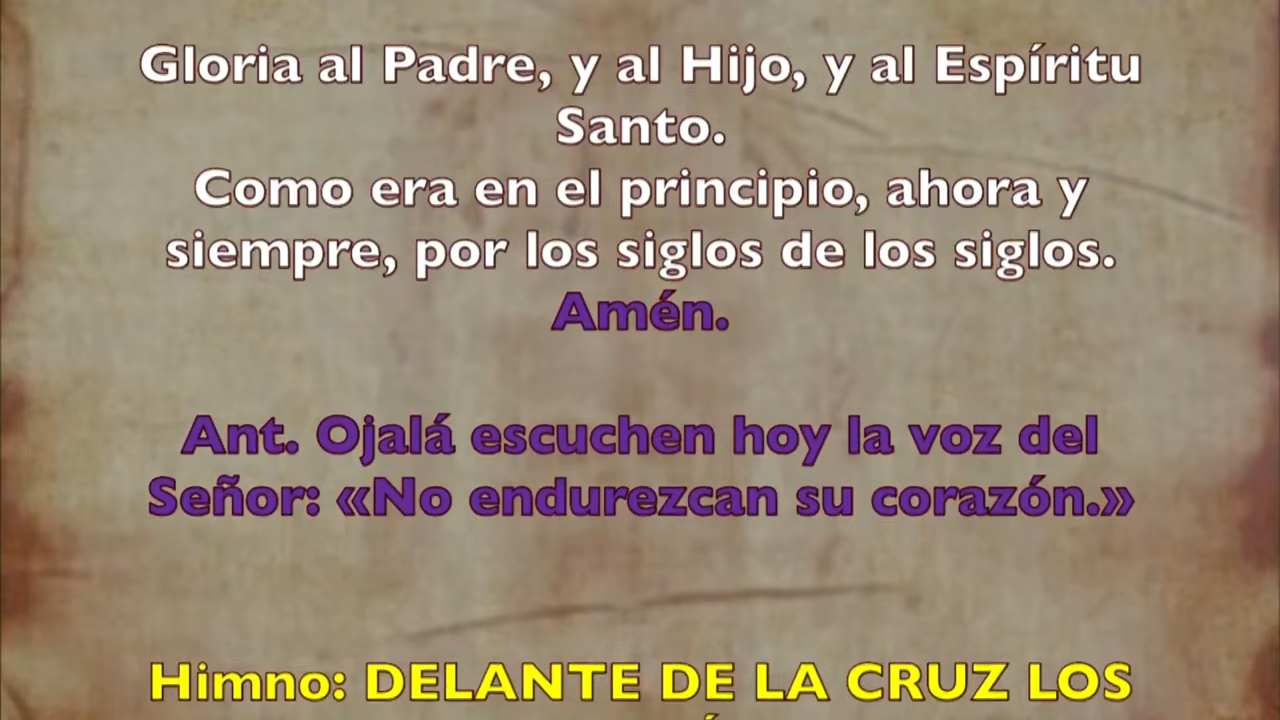 Gloria al Padre, y al Hijo, y al Espíritu
Santo.
Como era en el principio, ahora y
siempre, por los siglos de los siglos.
Amén.
Ant. Ojalá escuchen hoy la voz del
Señor: «No endurezcan su corazón.»
Himno: DELANTE DE LA CRUZ LOS